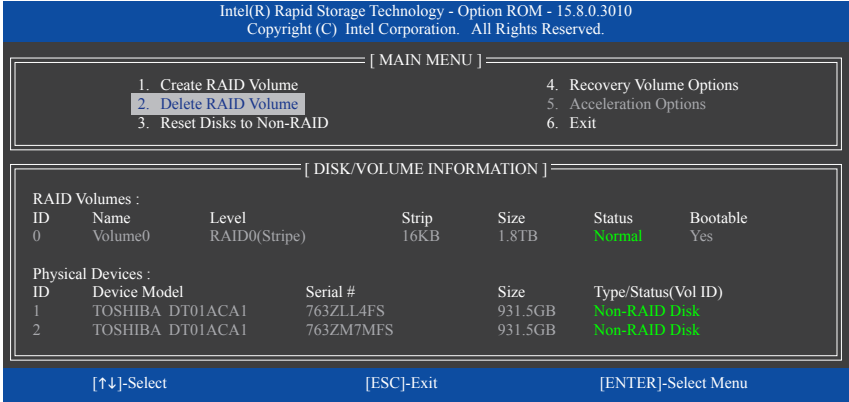 Intel(R) Rapid Storage Technology - Option ROM - 15.8.0.3010
Copyright (C) Intel Corporation. All Rights Reserved.
[ MAIN MENU ]
1. Create RAID Volume
2. Delete RAID Volume
3. Reset Disks to Non-RAID
4. Recovery Volume Options
5. Acceleration Options
6. Exit
[ DISK/VOLUME INFORMATION ]
RAID Volumes :
ID Name Level Strip Size Status Bootable
0 Volume0 RAID0(Stripe) 16KB 1.8TB Normal Yes
Physical Devices :
ID Device Model Serial # Size Type/Status(Vol ID)
1 TOSHIBA DT01ACA1 763ZLL4FS 931.5GB Non-RAID Disk
2 TOSHIBA DT01ACA1 763ZM7MFS 931.5GB Non-RAID Disk
[↑↓]-Select [ESC]-Exit [ENTER]-Select Menu